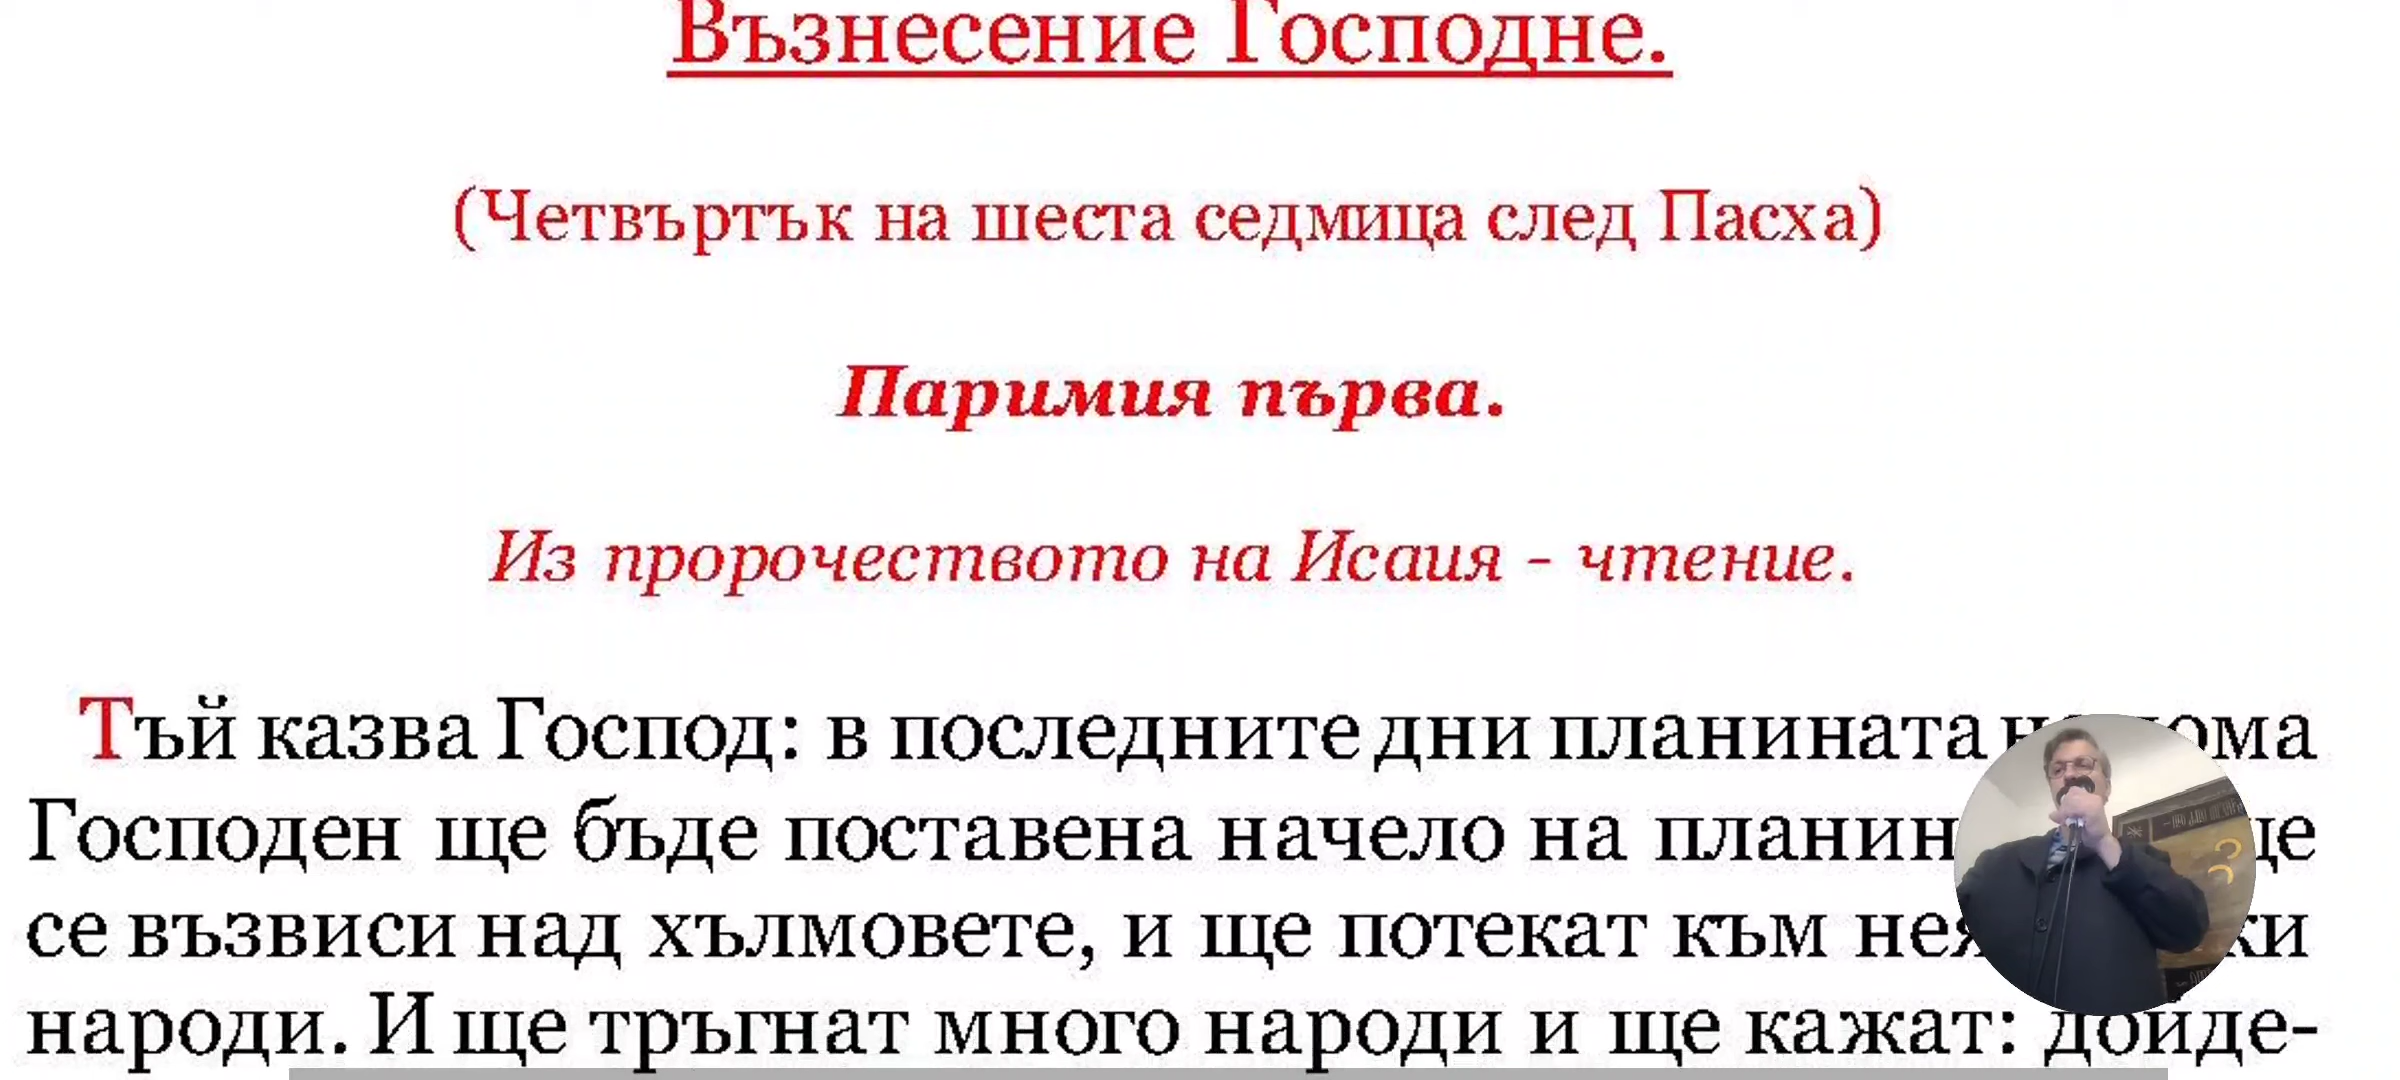 Възнесение Господне.
(Четвъртък на шеста седмица след Пасха)
Паримия първа.
Из пророчеството на Исаия - чтение.
Тъй казва Господ: в последните дни планината
Господен ще бъде поставена начело на
се възвиси над хълмовете, и ще потекат към
народи. И ще тръгнат много народи и ще кажат: дойде-